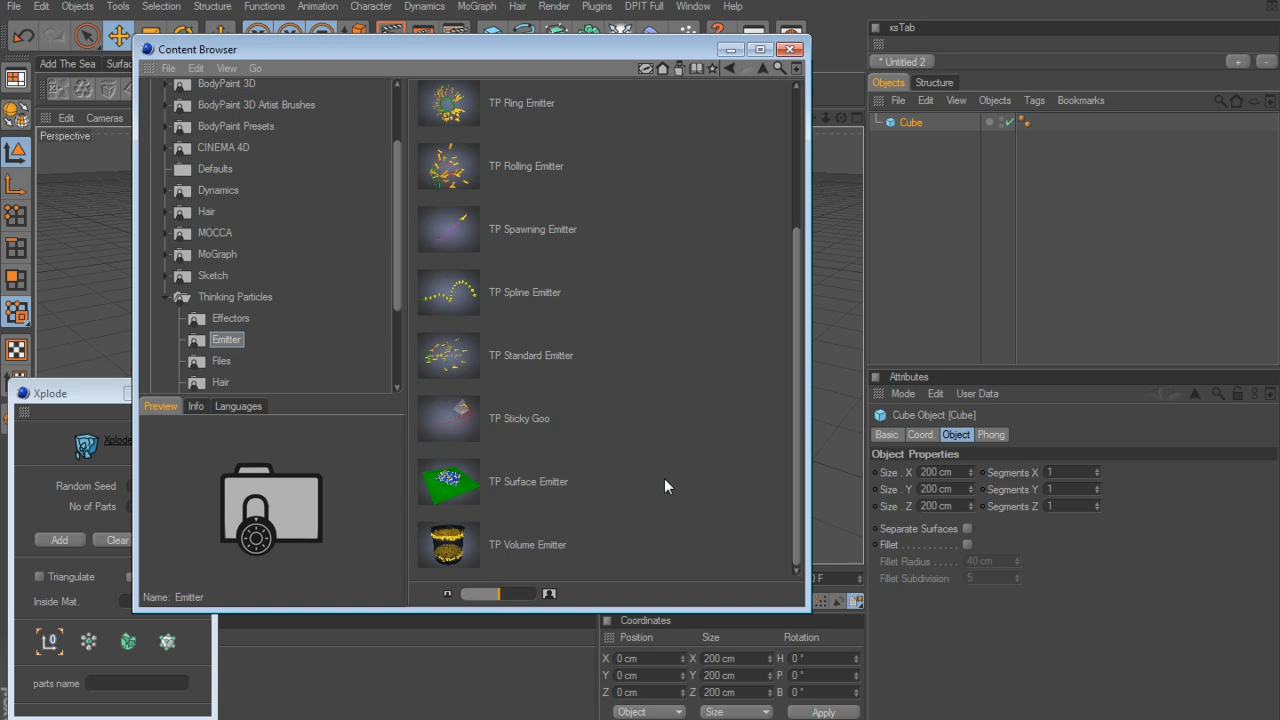 File Edit Objects Tools Selection Structure Functions Animation Character Dynamics MoGraph Hair Render Plugins DPIT Full Window Help
xsTab
Content Browser
Add The Sea
* Untitled 2 + -
File Edit View Go
Objects Structure
File Edit View Objects Tags Bookmarks
Edit Cameras
Perspective
Cube
BodyPaint 3D
BodyPaint 3D Artist Brushes
BodyPaint Presets
CINEMA 4D
Defaults
Dynamics
Hair
MOCCA
MoGraph
Sketch
Thinking Particles
Effectors
Emitter
Files
Hair
Preview Info Languages
Name: Emitter
TP Ring Emitter
TP Rolling Emitter
TP Spawning Emitter
TP Spline Emitter
TP Standard Emitter
TP Sticky Goo
TP Surface Emitter
TP Volume Emitter
Xplode
Xplode
Random Seed
No of Parts
Add Clear
Triangulate
Inside Mat.
parts name
Attributes
Mode Edit User Data
Cube Object [Cube]
Basic Coord. Object Phong
Object Properties
Size . X 200 cm Segments X 1
Size . Y 200 cm Segments Y 1
Size . Z 200 cm Segments Z 1
Separate Surfaces
Fillet . . . . . . . . . . .
Fillet Radius . . . . 40 cm
Fillet Subdivision 5
0 F
Coordinates
Position Size Rotation
X 0 cm X 200 cm H 0 °
Y 0 cm Y 200 cm P 0 °
Z 0 cm Z 200 cm B 0 °
Object Size Apply